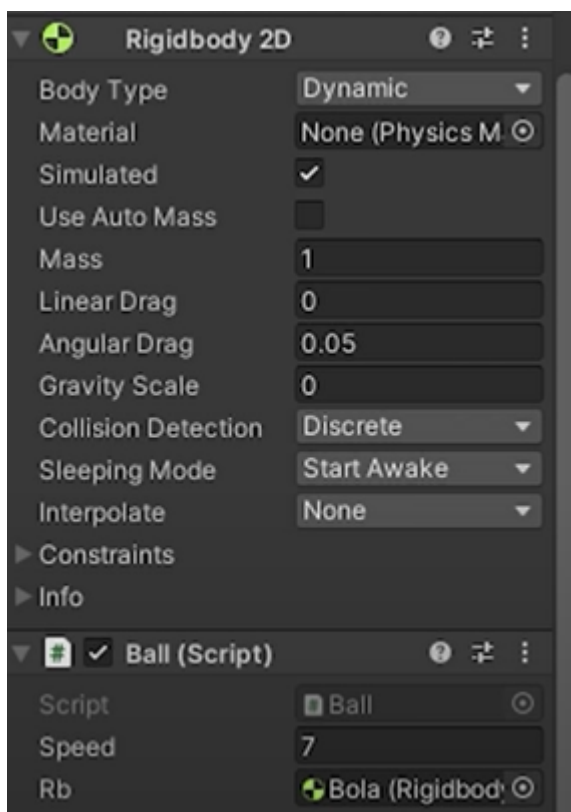 Rigidbody 2D
Body Type Dynamic
Material None (Physics M
Simulated
Use Auto Mass
Mass 1
Linear Drag 0
Angular Drag 0.05
Gravity Scale 0
Collision Detection Discrete
Sleeping Mode Start Awake
Interpolate None
Constraints
Info
# Ball (Script)
Script # Ball
Speed 7
Rb Bola (Rigidbod